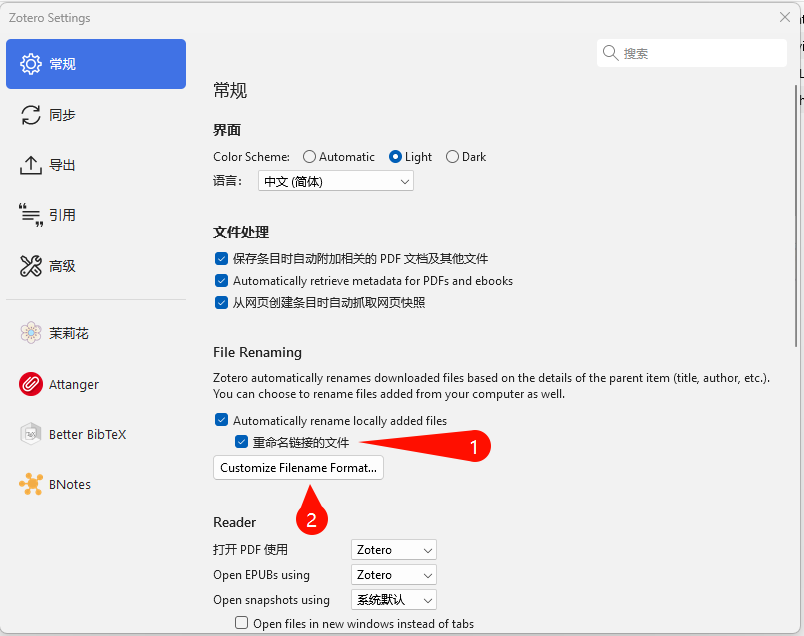 Zotero Settings
常规
同步
导出
引用
高级
茉莉花
Attanger
Better BibTeX
BNotes
搜索
常规
界面
Color Scheme: Automatic Light Dark
语言: 中文 (简体)
文件处理
保存条目时自动附加相关的 PDF 文档及其他文件
Automatically retrieve metadata for PDFs and ebooks
从网页创建条目时自动抓取网页快照
File Renaming
Zotero automatically renames downloaded files based on the details of the parent item (title, author, etc.).
You can choose to rename files added from your computer as well.
Automatically rename locally added files
重命名链接的文件 1
Customize Filename Format...
2
Reader
打开 PDF 使用 Zotero
Open EPUBs using Zotero
Open snapshots using 系统默认
Open files in new windows instead of tabs